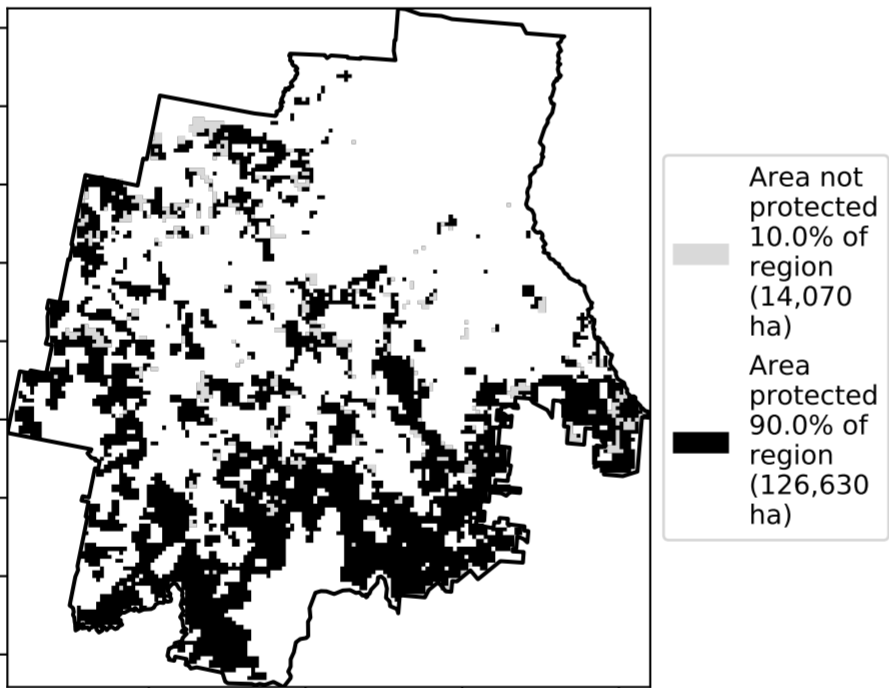 Area not
protected
10.0% of
region
(14,070
ha)
Area
protected
90.0% of
region
(126,630
ha)